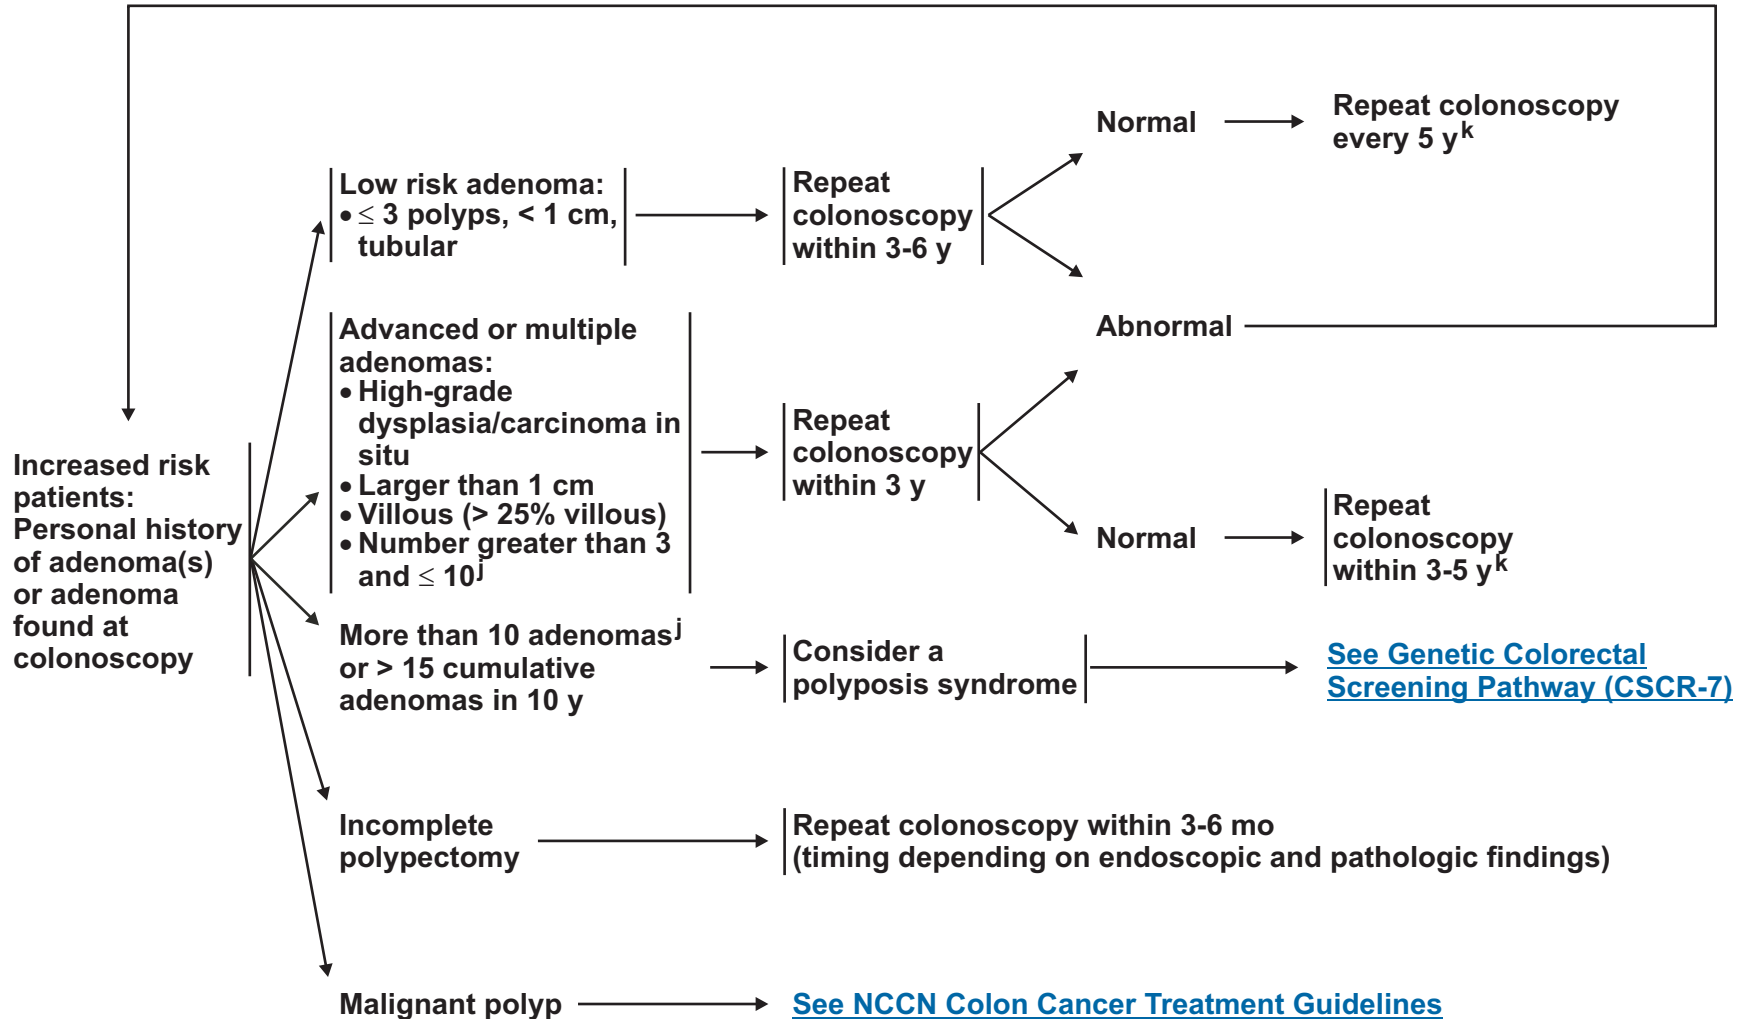 Increased risk
patients:
Personal history
of adenoma(s)
or adenoma
found at
colonoscopy
Low risk adenoma:
• ≤ 3 polyps, < 1 cm,
tubular
Repeat
colonoscopy
within 3-6 y
Normal
Repeat colonoscopy
every 5 yᵏ
Abnormal
Advanced or multiple
adenomas:
• High-grade
dysplasia/carcinoma in
situ
• Larger than 1 cm
• Villous (> 25% villous)
• Number greater than 3
and ≤ 10ʲ
Repeat
colonoscopy
within 3 y
Normal
Repeat
colonoscopy
within 3-5 yᵏ
More than 10 adenomasʲ
or > 15 cumulative
adenomas in 10 y
Consider a
polyposis syndrome
See Genetic Colorectal
Screening Pathway (CSCR-7)
Incomplete
polypectomy
Repeat colonoscopy within 3-6 mo
(timing depending on endoscopic and pathologic findings)
Malignant polyp
See NCCN Colon Cancer Treatment Guidelines